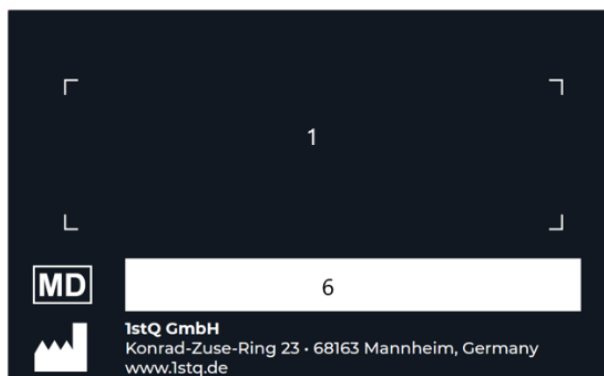 1
MD
6
1stQ GmbH
Konrad-Zuse-Ring 23 • 68163 Mannheim, Germany
www.1stq.de